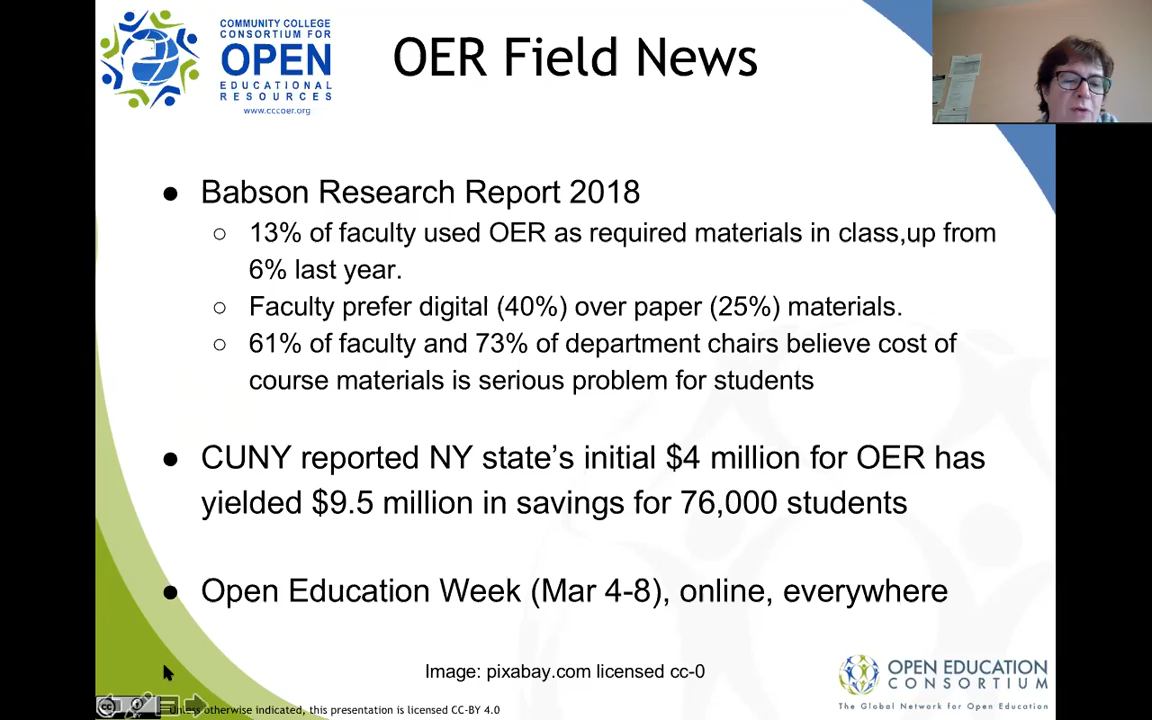 COMMUNITY COLLEGE
CONSORTIUM FOR
OPEN
EDUCATIONAL
RESOURCES
www.cccoer.org
OER Field News
● Babson Research Report 2018
○ 13% of faculty used OER as required materials in class,up from
6% last year.
○ Faculty prefer digital (40%) over paper (25%) materials.
○ 61% of faculty and 73% of department chairs believe cost of
course materials is serious problem for students
● CUNY reported NY state’s initial $4 million for OER has
yielded $9.5 million in savings for 76,000 students
● Open Education Week (Mar 4-8), online, everywhere
Image: pixabay.com licensed cc-0
OPEN EDUCATION
CONSORTIUM
The Global Network for Open Education
cc
Unless otherwise indicated, this presentation is licensed CC-BY 4.0